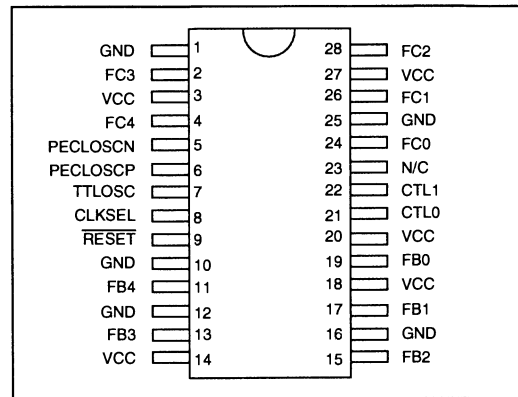 GND 1 28 FC2
FC3 2 27 VCC
VCC 3 26 FC1
FC4 4 25 GND
PECLOSCN 5 24 FC0
PECLOSCP 6 23 N/C
TTLOSC 7 22 CTL1
CLKSEL 8 21 CTL0
RESET 9 20 VCC
GND 10 19 FB0
FB4 11 18 VCC
GND 12 17 FB1
FB3 13 16 GND
VCC 14 15 FB2